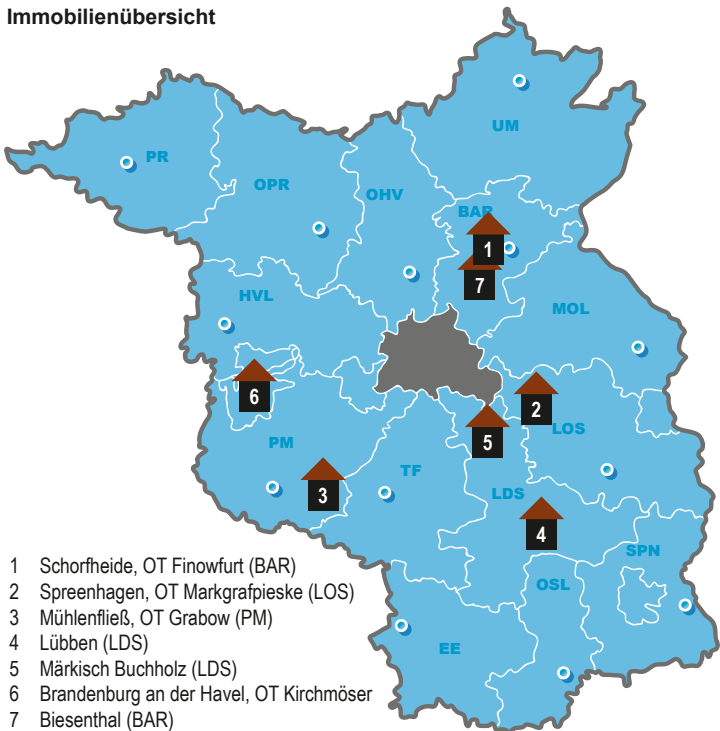 Immobilienübersicht
UM
PR
OPR
OHV
BAR
1
7
HVL
MOL
6
2
5
LOS
PM
TF
3
LDS
4
SPN
OSL
EE
1 Schorfheide, OT Finowfurt (BAR)
2 Spreenhagen, OT Markgrafpieske (LOS)
3 Mühlenfließ, OT Grabow (PM)
4 Lübben (LDS)
5 Märkisch Buchholz (LDS)
6 Brandenburg an der Havel, OT Kirchmöser
7 Biesenthal (BAR)